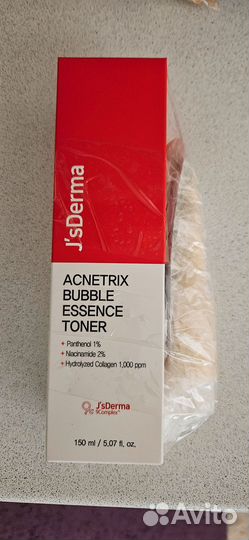 J'sDerma
ACNETRIX
BUBBLE
ESSENCE
TONER
+ Panthenol 1%
+ Niacinamide 2%
+ Hydrolyzed Collagen 1,000 ppm
J'sDerma
9Complex™
150 ml / 5.07 fl. oz.
Avito